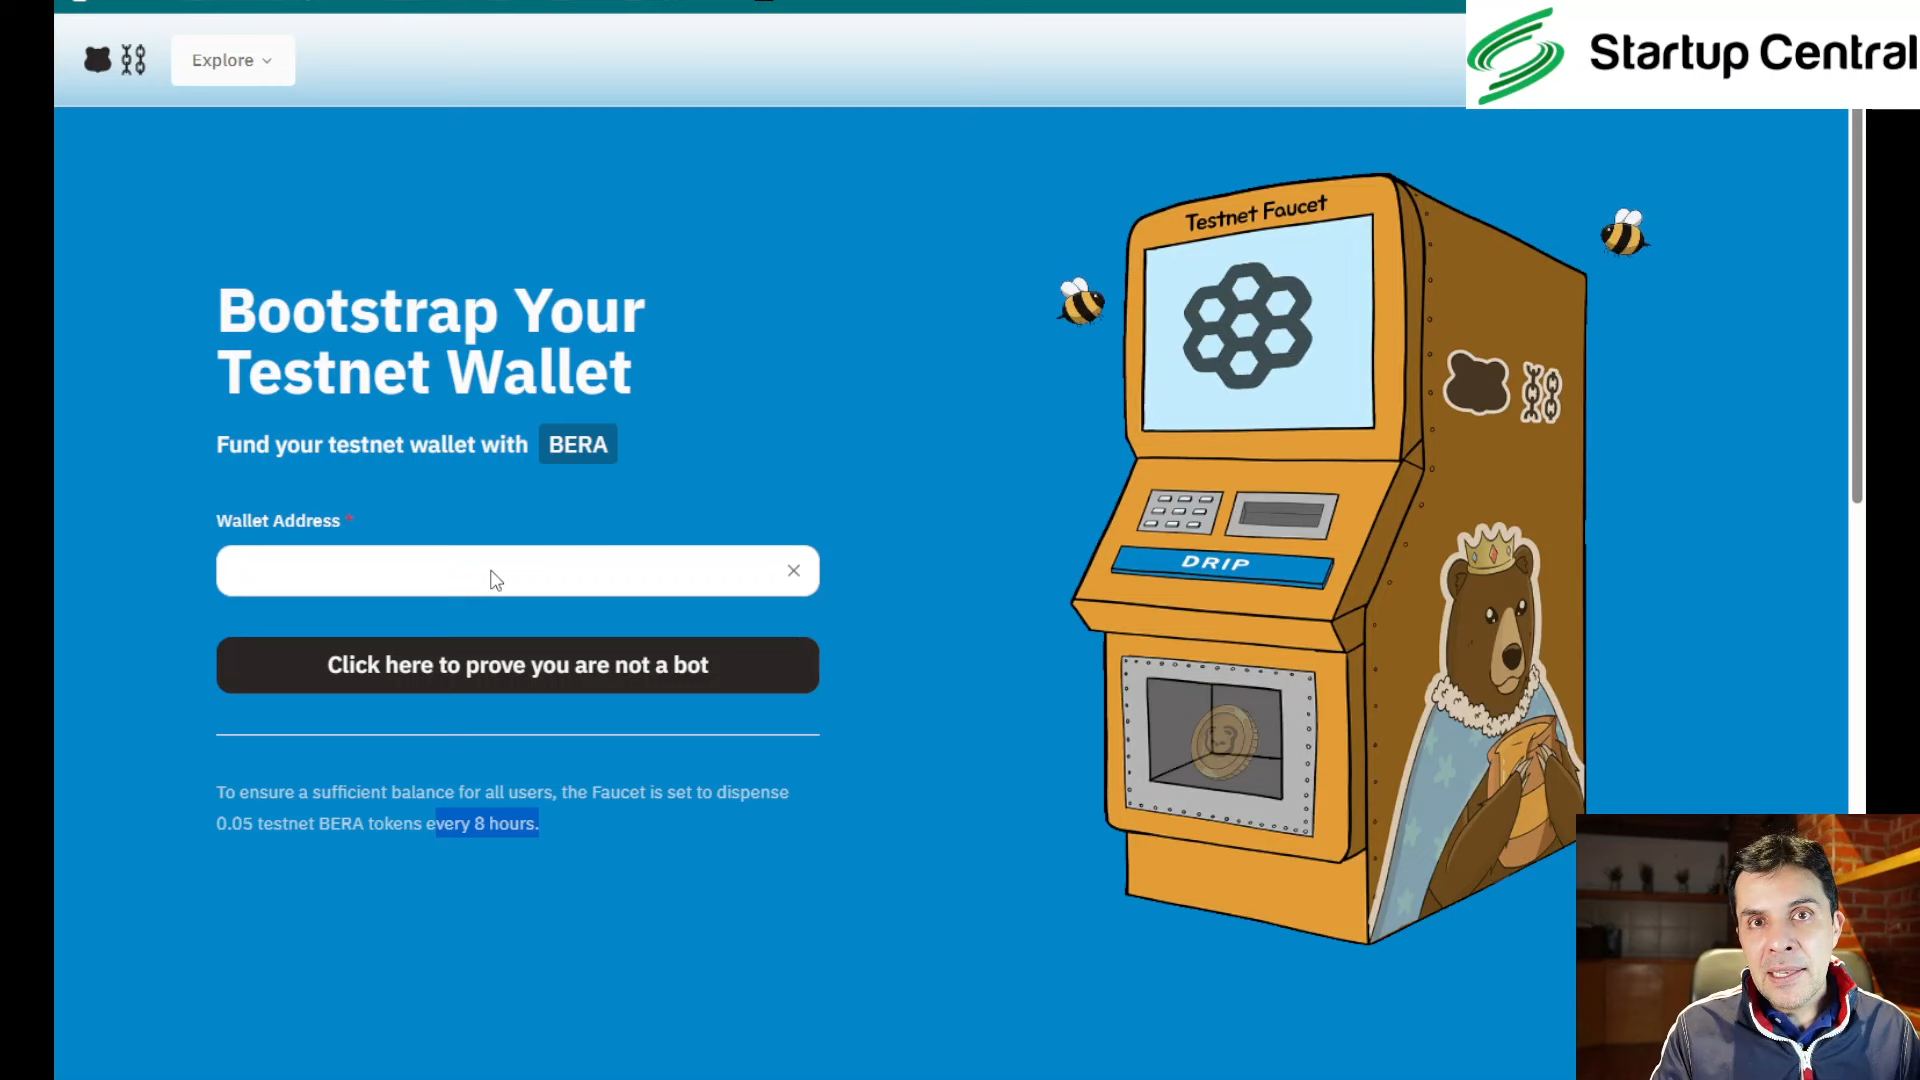 Explore
Startup Central
Bootstrap Your
Testnet Wallet
Fund your testnet wallet with BERA
Wallet Address *
Click here to prove you are not a bot
To ensure a sufficient balance for all users, the Faucet is set to dispense
0.05 testnet BERA tokens every 8 hours.
Testnet Faucet
DRIP